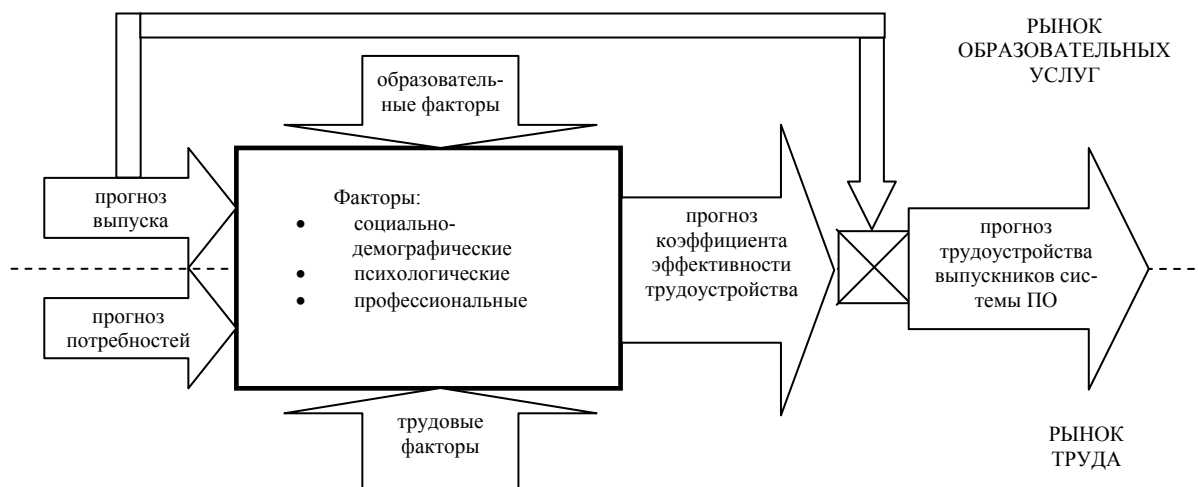 РЫНОК
ОБРАЗОВАТЕЛЬНЫХ
УСЛУГ
образователь-
ные факторы
прогноз
выпуска
Факторы:
• социально-
демографические
• психологические
• профессиональные
прогноз
коэффициента
эффективности
трудоустройства
прогноз
трудоустройства
выпускников сис-
темы ПО
прогноз
потребностей
трудовые
факторы
РЫНОК
ТРУДА